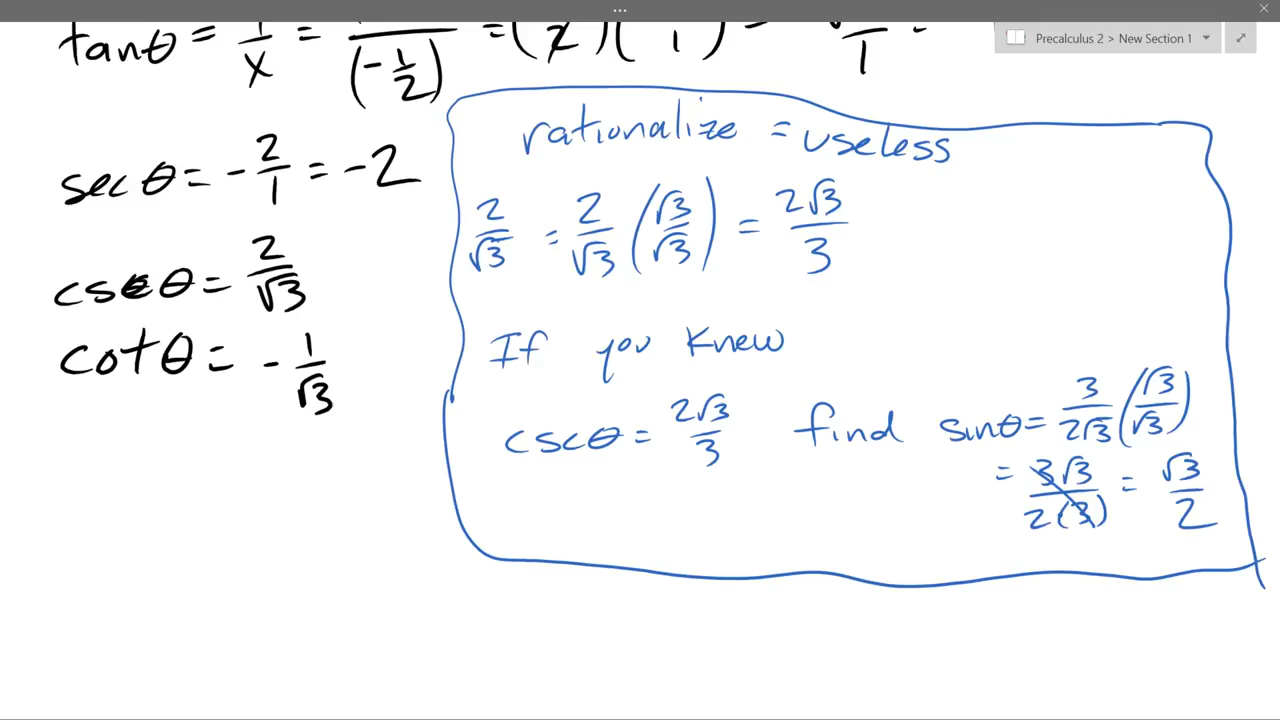 Precalculus 2 > New Section 1
tanθ = 1/x = /(-1/2) = (/2)(/1) = √/1 =
secθ = -2/1 = -2
cscθ = 2/√3
cotθ = -1/√3
rationalize = useless
2/√3 = 2/√3 (√3/√3) = 2√3/3
If you knew
cscθ = 2√3/3 find sinθ = 3/2√3 (√3/√3)
= 3√3/2(3) = √3/2